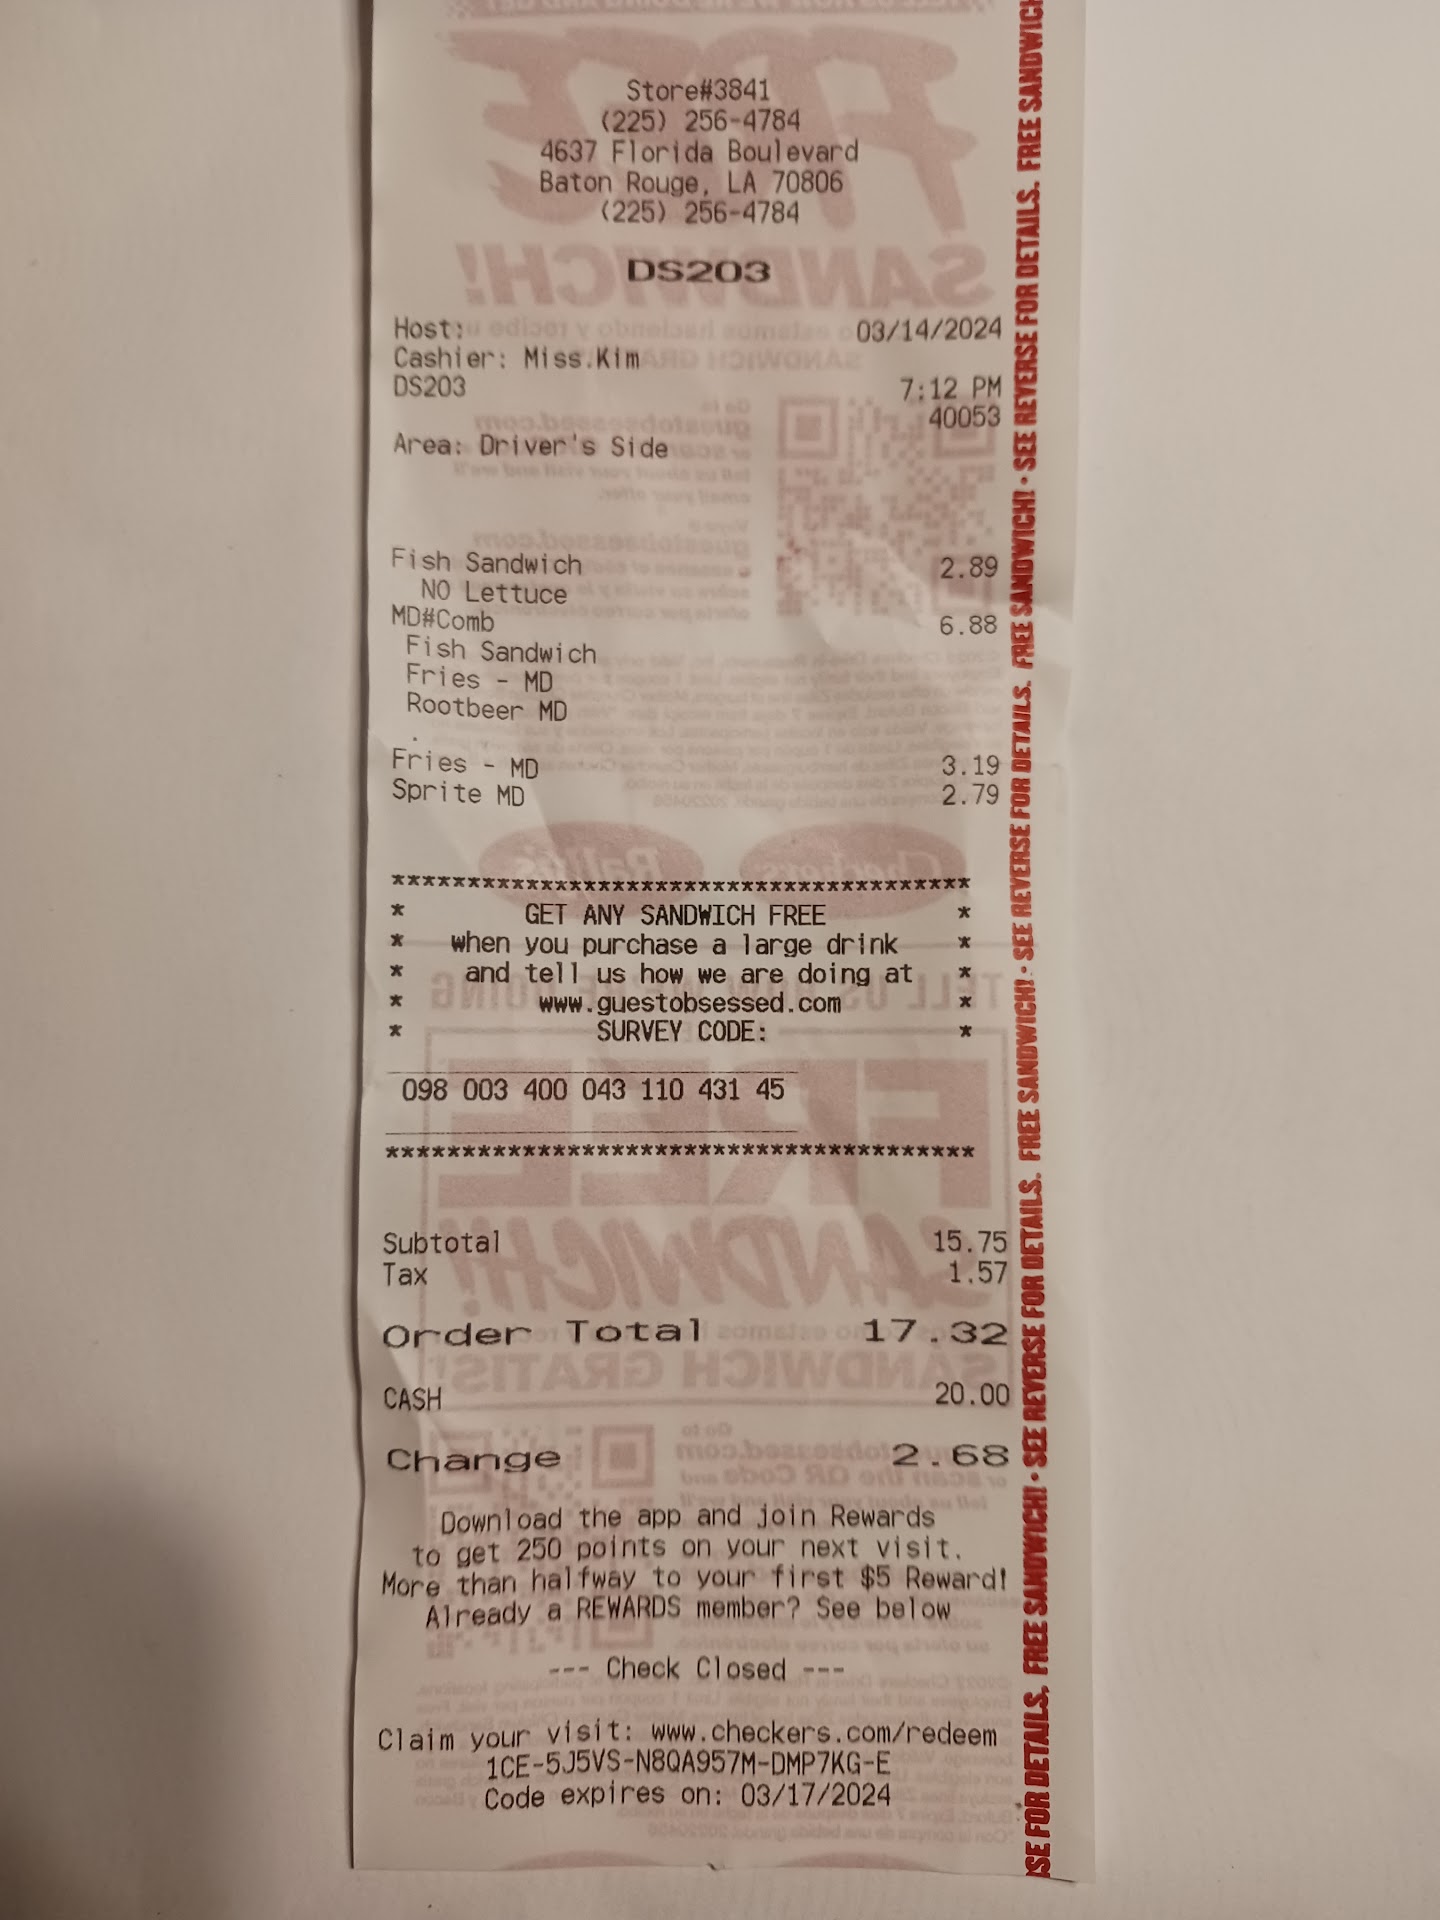 Store#3841
(225) 256-4784
4637 Florida Boulevard
Baton Rouge, LA 70806
(225) 256-4784
DS203
Host: 03/14/2024
Cashier: Miss.Kim
DS203 7:12 PM
40053
Area: Driver's Side
Fish Sandwich 2.89
NO Lettuce
MD#Comb 6.88
Fish Sandwich
Fries - MD
Rootbeer MD
.
Fries - MD 3.19
Sprite MD 2.79
****************************************
* GET ANY SANDWICH FREE *
* when you purchase a large drink *
* and tell us how we are doing at *
* www.guestobsessed.com *
* SURVEY CODE: *
098 003 400 043 110 431 45
****************************************
Subtotal 15.75
Tax 1.57
Order Total 17.32
CASH 20.00
Change 2.68
Download the app and join Rewards
to get 250 points on your next visit.
More than halfway to your first $5 Reward!
Already a REWARDS member? See below
--- Check Closed ---
Claim your visit: www.checkers.com/redeem
1CE-5J5VS-N8QA957M-DMP7KG-E
Code expires on: 03/17/2024
SE FOR DETAILS. FREE SANDWICH! • SEE REVERSE FOR DETAILS. FREE SANDWICH! • SEE REVERSE FOR DETAILS. FREE SANDWICH! • SEE REVERSE FOR DETAILS. FREE SANDWICH